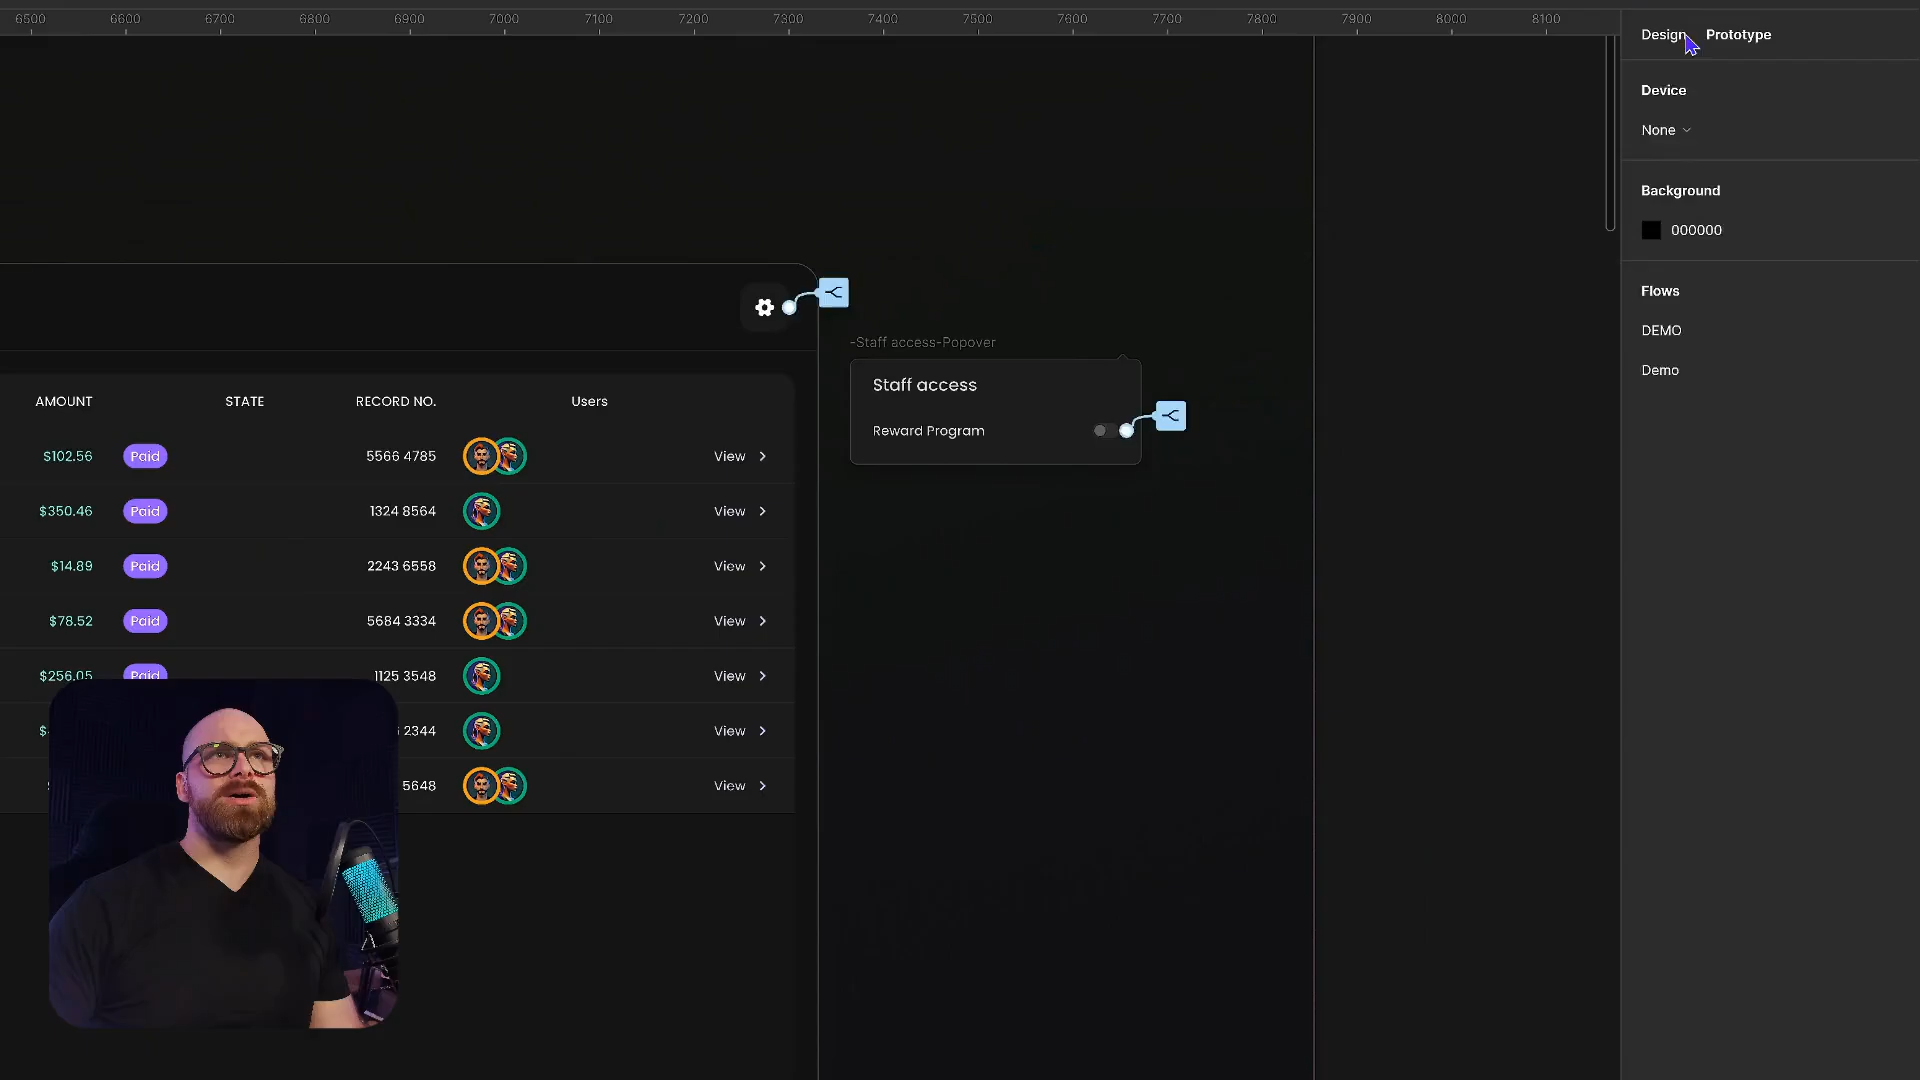 6500 6600 6700 6800 6900 7000 7100 7200 7300 7400 7500 7600 7700 7800 7900 8000 8100
Design Prototype
Device
None
Background
000000
Flows
DEMO
Demo
-Staff access-Popover
Staff access
Reward Program
AMOUNT STATE RECORD NO. Users
$102.56 Paid 5566 4785 View
$350.46 Paid 1324 8564 View
$14.89 Paid 2243 6558 View
$78.52 Paid 5684 3334 View
$256.05 Paid 1125 3548 View
$ 2344 View
5648 View